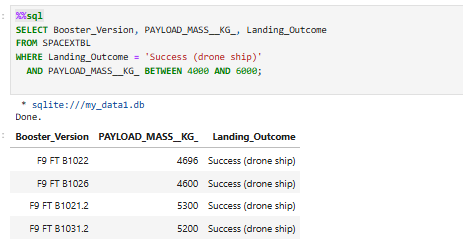 %%sql
SELECT Booster_Version, PAYLOAD_MASS__KG_, Landing_Outcome
FROM SPACEXTBL
WHERE Landing_Outcome = 'Success (drone ship)'
  AND PAYLOAD_MASS__KG_ BETWEEN 4000 AND 6000;
* sqlite:///my_data1.db
Done.
Booster_Version PAYLOAD_MASS__KG_ Landing_Outcome
F9 FT B1022 4696 Success (drone ship)
F9 FT B1026 4600 Success (drone ship)
F9 FT B1021.2 5300 Success (drone ship)
F9 FT B1031.2 5200 Success (drone ship)